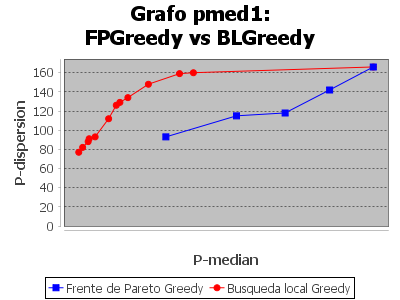 Grafo pmed1:
FPGreedy vs BLGreedy
P-dispersion
160
140
120
100
80
60
40
20
0
P-median
Frente de Pareto Greedy
Busqueda local Greedy